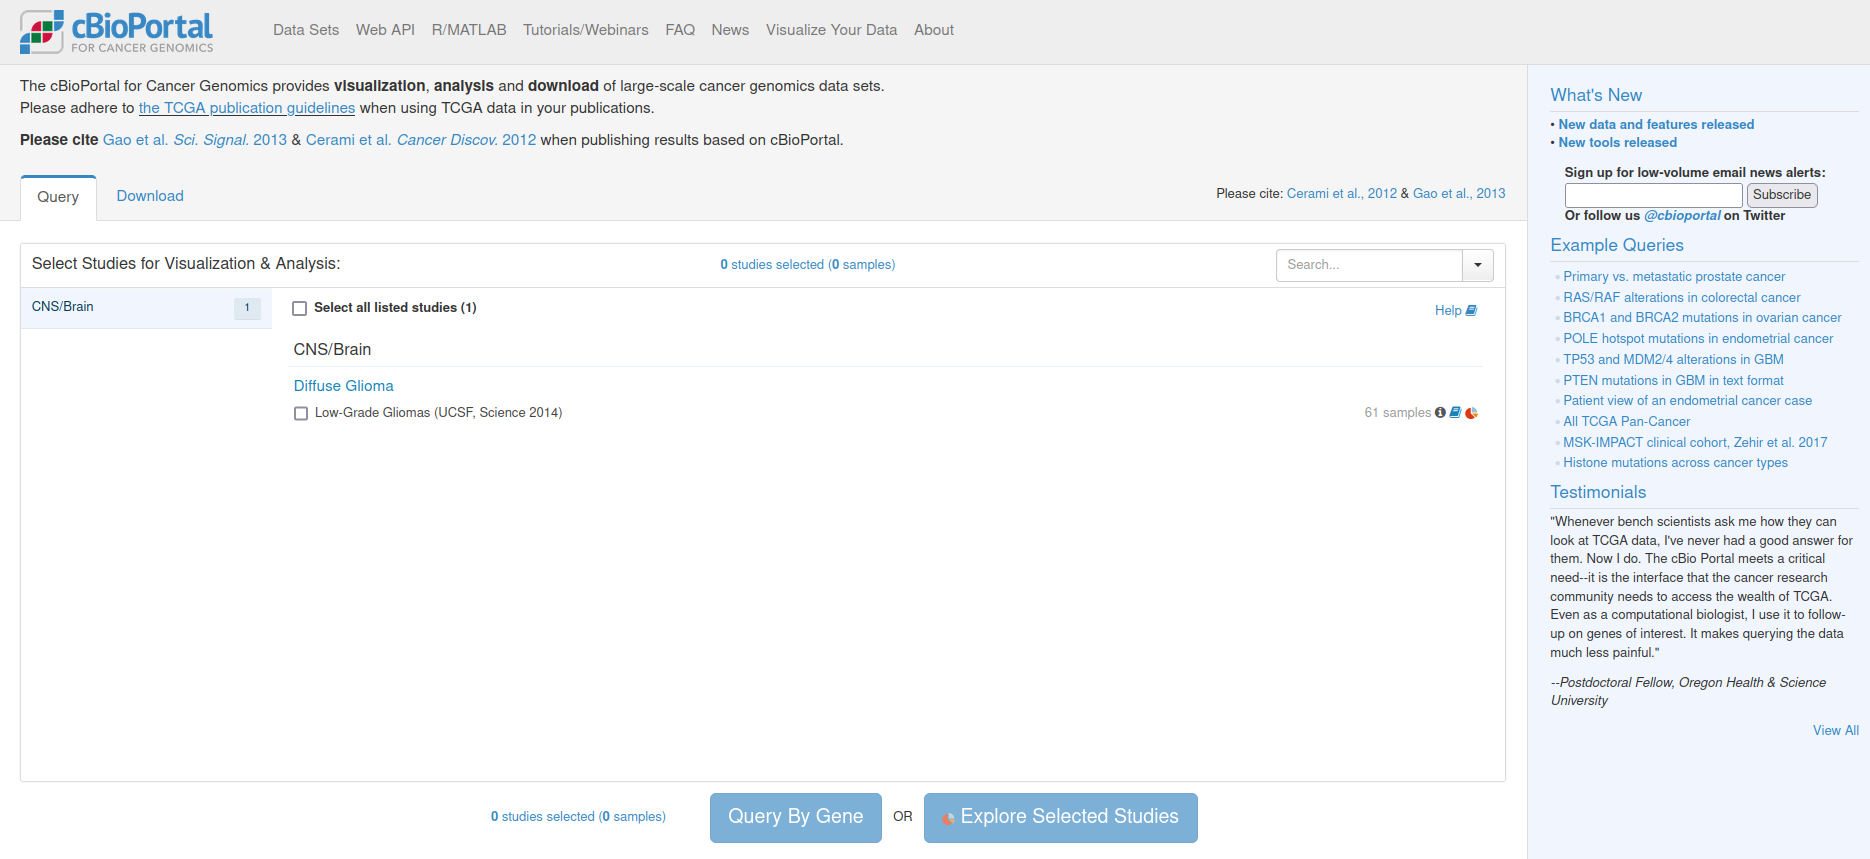 cBioPortal
FOR CANCER GENOMICS
Data Sets Web API R/MATLAB Tutorials/Webinars FAQ News Visualize Your Data About
The cBioPortal for Cancer Genomics provides visualization, analysis and download of large-scale cancer genomics data sets.
Please adhere to the TCGA publication guidelines when using TCGA data in your publications.
Please cite Gao et al. Sci. Signal. 2013 & Cerami et al. Cancer Discov. 2012 when publishing results based on cBioPortal.
Query Download
Please cite: Cerami et al., 2012 & Gao et al., 2013
Select Studies for Visualization & Analysis:
0 studies selected (0 samples)
Search...
CNS/Brain 1
Select all listed studies (1)
Help
CNS/Brain
Diffuse Glioma
Low-Grade Gliomas (UCSF, Science 2014)
61 samples
0 studies selected (0 samples)
Query By Gene
OR
Explore Selected Studies
What's New
• New data and features released
• New tools released
Sign up for low-volume email news alerts:
Subscribe
Or follow us @cbioportal on Twitter
Example Queries
Primary vs. metastatic prostate cancer
RAS/RAF alterations in colorectal cancer
BRCA1 and BRCA2 mutations in ovarian cancer
POLE hotspot mutations in endometrial cancer
TP53 and MDM2/4 alterations in GBM
PTEN mutations in GBM in text format
Patient view of an endometrial cancer case
All TCGA Pan-Cancer
MSK-IMPACT clinical cohort, Zehir et al. 2017
Histone mutations across cancer types
Testimonials
"Whenever bench scientists ask me how they can
look at TCGA data, I've never had a good answer for
them. Now I do. The cBio Portal meets a critical
need--it is the interface that the cancer research
community needs to access the wealth of TCGA.
Even as a computational biologist, I use it to follow-
up on genes of interest. It makes querying the data
much less painful."
--Postdoctoral Fellow, Oregon Health & Science
University
View All